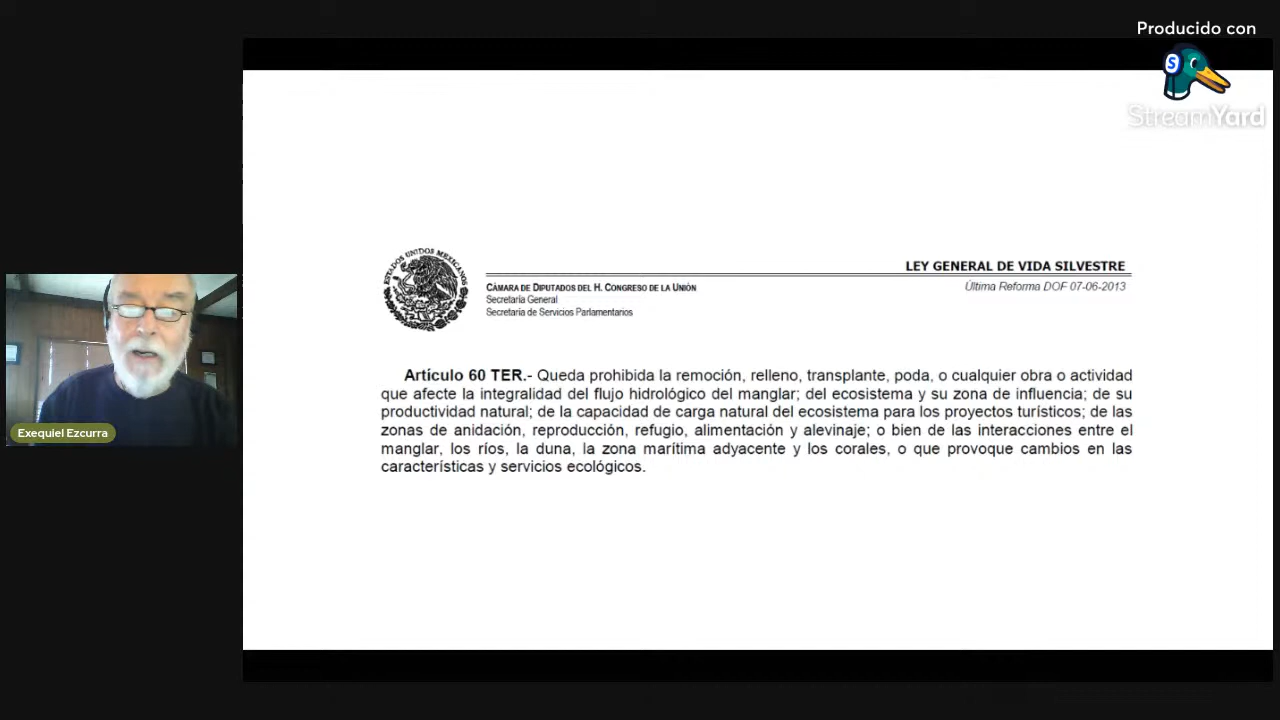 Producido con
StreamYard
ESTADOS UNIDOS MEXICANOS
LEY GENERAL DE VIDA SILVESTRE
CÁMARA DE DIPUTADOS DEL H. CONGRESO DE LA UNIÓN
Última Reforma DOF 07-06-2013
Secretaría General
Secretaría de Servicios Parlamentarios
Artículo 60 TER.- Queda prohibida la remoción, relleno, transplante, poda, o cualquier obra o actividad
que afecte la integralidad del flujo hidrológico del manglar; del ecosistema y su zona de influencia; de su
productividad natural; de la capacidad de carga natural del ecosistema para los proyectos turísticos; de las
zonas de anidación, reproducción, refugio, alimentación y alevinaje; o bien de las interacciones entre el
manglar, los ríos, la duna, la zona marítima adyacente y los corales, o que provoque cambios en las
características y servicios ecológicos.
Exequiel Ezcurra